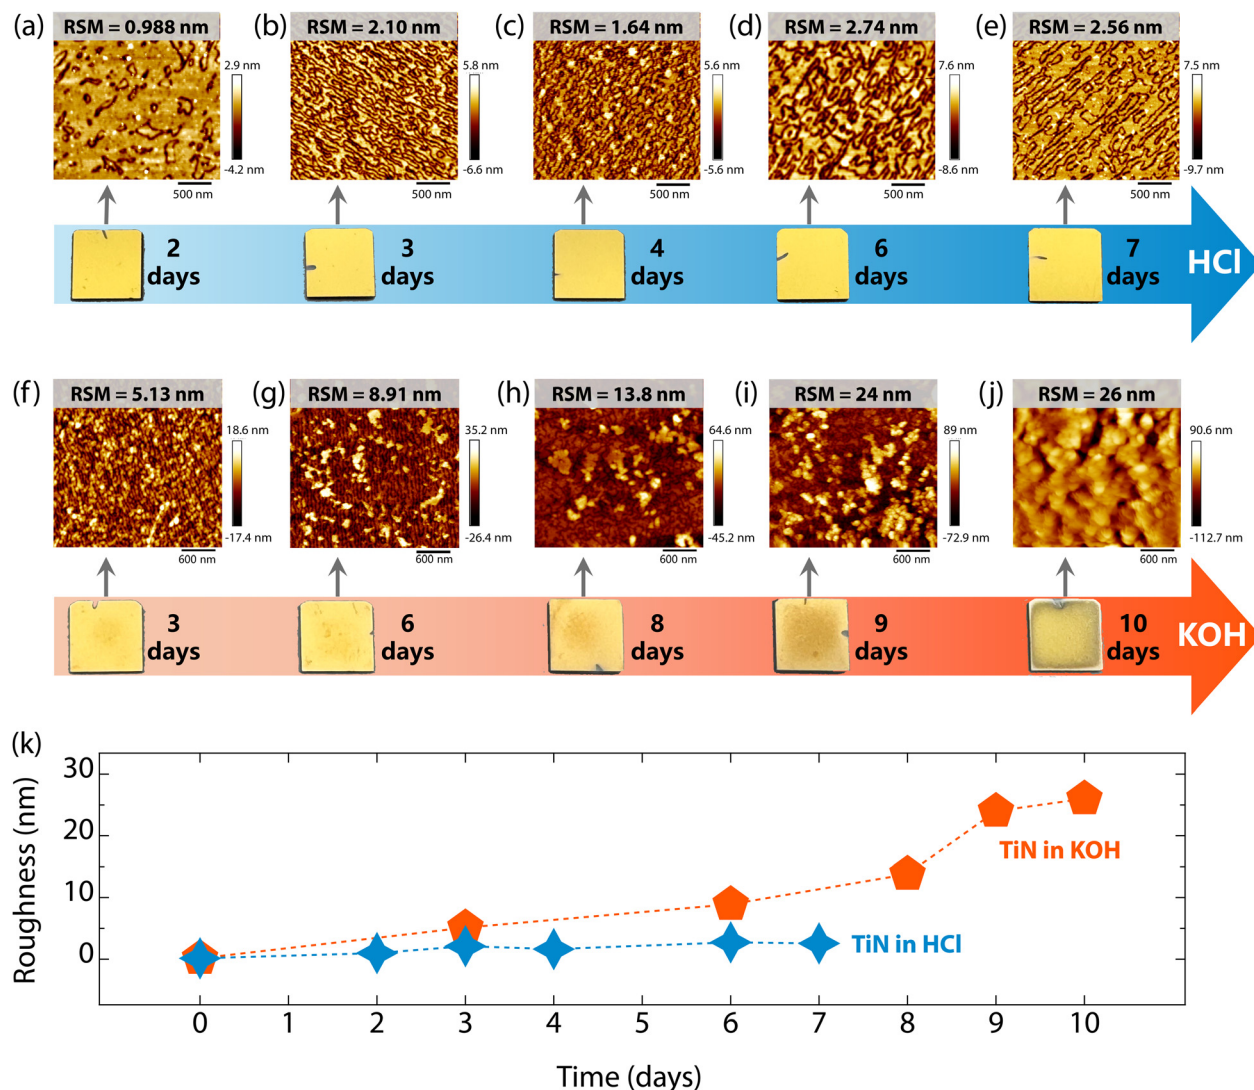 (a)
RSM = 0.988 nm
2.9 nm
-4.2 nm
500 nm
(b)
RSM = 2.10 nm
5.8 nm
-6.6 nm
500 nm
(c)
RSM = 1.64 nm
5.6 nm
-5.6 nm
500 nm
(d)
RSM = 2.74 nm
7.6 nm
-8.6 nm
500 nm
(e)
RSM = 2.56 nm
7.5 nm
-9.7 nm
500 nm
2
days
3
days
4
days
6
days
7
days
HCl
(f)
RSM = 5.13 nm
18.6 nm
-17.4 nm
600 nm
(g)
RSM = 8.91 nm
35.2 nm
-26.4 nm
600 nm
(h)
RSM = 13.8 nm
64.6 nm
-45.2 nm
600 nm
(i)
RSM = 24 nm
89 nm
-72.9 nm
600 nm
(j)
RSM = 26 nm
90.6 nm
-112.7 nm
600 nm
3
days
6
days
8
days
9
days
10
days
KOH
(k)
Roughness (nm)
30
20
10
0
TiN in KOH
TiN in HCl
0 1 2 3 4 5 6 7 8 9 10
Time (days)